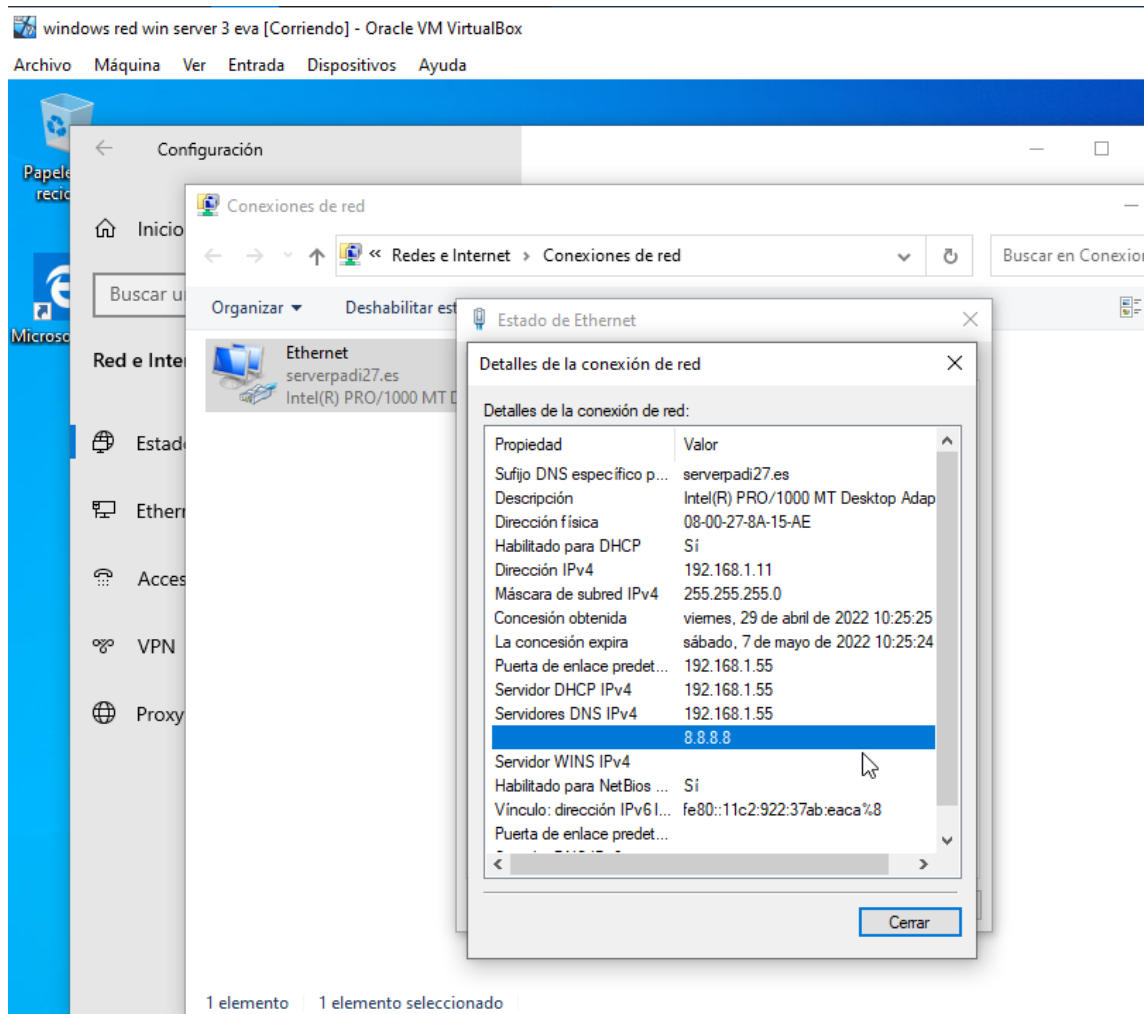 windows red win server 3 eva [Corriendo] - Oracle VM VirtualBox
Archivo Máquina Ver Entrada Dispositivos Ayuda
Configuración
Papele
recic
Conexiones de red
Inicio
« Redes e Internet › Conexiones de red
Buscar en Conexion
Buscar u
Organizar
Deshabilitar est
Estado de Ethernet
Microso
Detalles de la conexión de red
Red e Inte
Ethernet
serverpadi27.es
Intel(R) PRO/1000 MT D
Detalles de la conexión de red:
Propiedad Valor
Sufijo DNS específico p... serverpadi27.es
Descripción Intel(R) PRO/1000 MT Desktop Adap
Dirección física 08-00-27-8A-15-AE
Habilitado para DHCP Sí
Dirección IPv4 192.168.1.11
Máscara de subred IPv4 255.255.255.0
Concesión obtenida viernes, 29 de abril de 2022 10:25:25
La concesión expira sábado, 7 de mayo de 2022 10:25:24
Puerta de enlace predet... 192.168.1.55
Servidor DHCP IPv4 192.168.1.55
Servidores DNS IPv4 192.168.1.55
8.8.8.8
Servidor WINS IPv4
Habilitado para NetBios ... Sí
Vínculo: dirección IPv6 l... fe80::11c2:922:37ab:eaca%8
Puerta de enlace predet...
Estad
Ethern
Acces
VPN
Proxy
Cerrar
1 elemento 1 elemento seleccionado